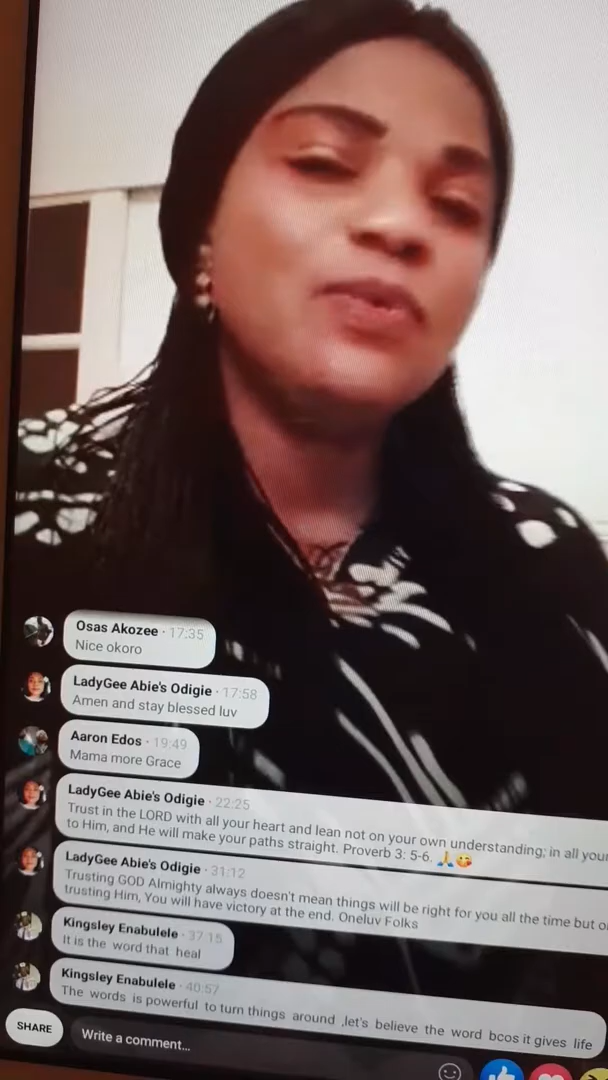 Osas Akozee · 17:35
Nice okoro
LadyGee Abie's Odigie · 17:58
Amen and stay blessed luv
Aaron Edos · 19:49
Mama more Grace
LadyGee Abie's Odigie · 22:25
Trust in the LORD with all your heart and lean not on your own understanding; in all your
to Him, and He will make your paths straight. Proverb 3: 5-6. 🙏😋
LadyGee Abie's Odigie · 31:12
Trusting GOD Almighty always doesn't mean things will be right for you all the time but
trusting Him, You will have victory at the end. Oneluv Folks
Kingsley Enabulele · 37:15
It is the word that heal
Kingsley Enabulele · 40:57
The words is powerful to turn things around ,let's believe the word bcos it gives life
SHARE
Write a comment...